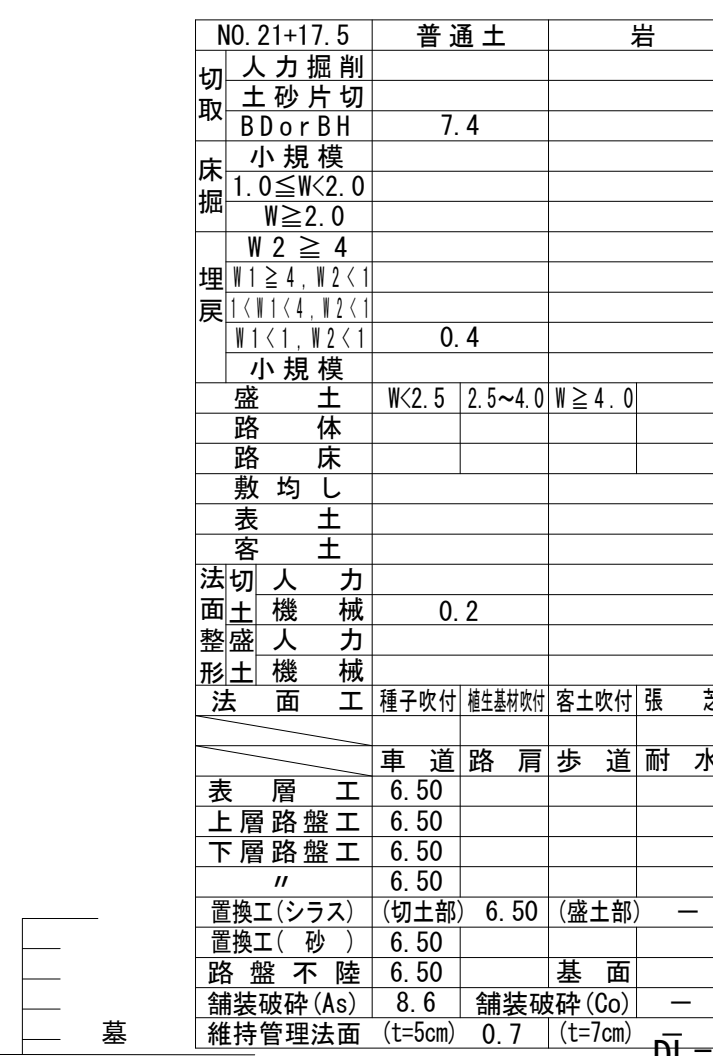 NO.21+17.5 普通土 岩
切取 人力掘削
土砂片切
BDorBH 7.4
床掘 小規模
1.0≦W<2.0
W≧2.0
埋戻 W2≧4
W1≧4,W2<1
1<W1<4,W2<1
W1<1,W2<1 0.4
小規模
盛土 W<2.5 2.5~4.0 W≧4.0
路体
路床
敷均し
表土
客土
法面整形 切土 人力
機械 0.2
盛土 人力
機械
法面工 種子吹付 植生基材吹付 客土吹付 張芝
車道 路肩 歩道 耐水
表層工 6.50
上層路盤工 6.50
下層路盤工 6.50
〃 6.50
置換工(シラス) (切土部) 6.50 (盛土部) −
置換工(砂) 6.50
路盤不陸 6.50 基面
舗装破砕(As) 8.6 舗装破砕(Co) −
維持管理法面 (t=5cm) 0.7 (t=7cm) −
墓
DL